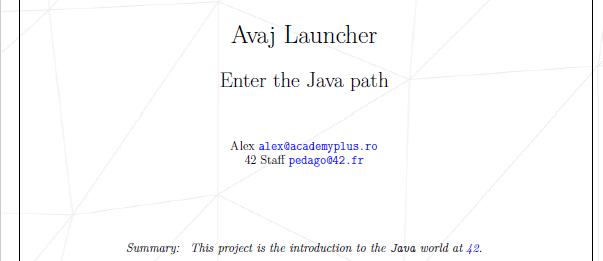 Avaj Launcher
Enter the Java path
Alex alex@academyplus.ro
42 Staff pedago@42.fr
Summary: This project is the introduction to the Java world at 42.